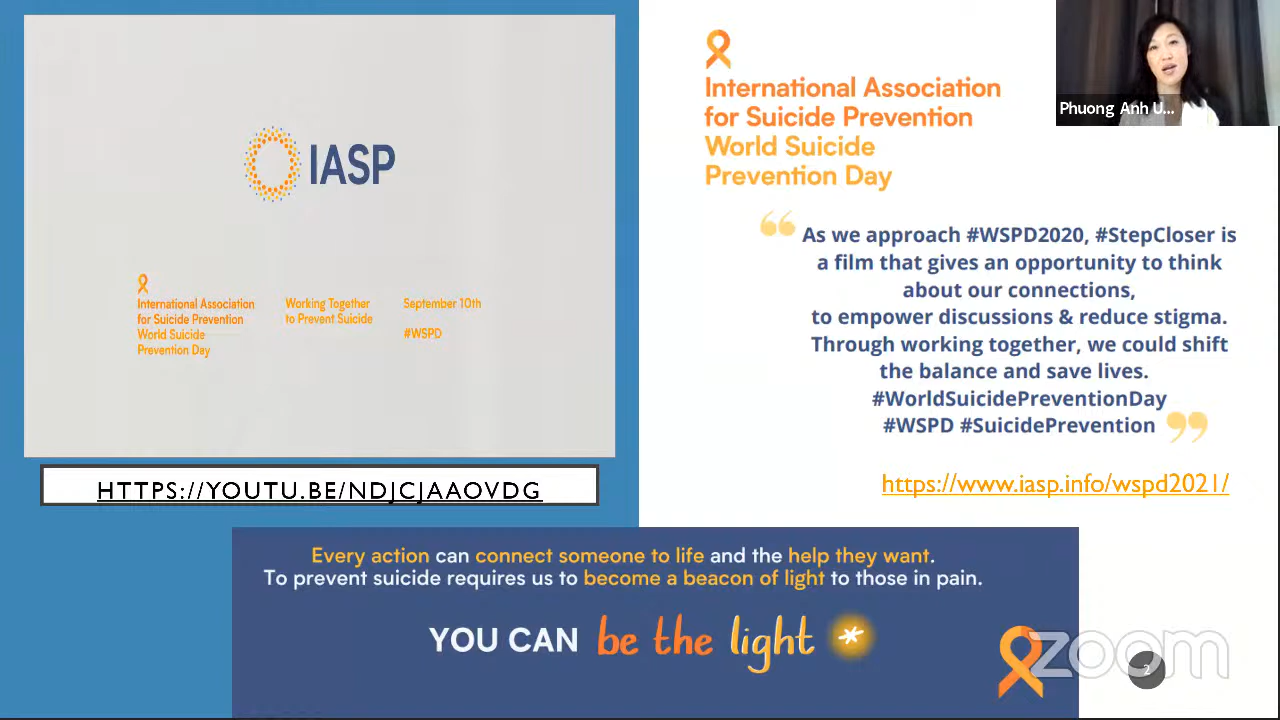 IASP
International Association
for Suicide Prevention
World Suicide
Prevention Day
Working Together
to Prevent Suicide
September 10th
#WSPD
HTTPS://YOUTU.BE/NDJCJAAOVDG
International Association
for Suicide Prevention
World Suicide
Prevention Day
Phuong Anh U...
“ As we approach #WSPD2020, #StepCloser is
a film that gives an opportunity to think
about our connections,
to empower discussions & reduce stigma.
Through working together, we could shift
the balance and save lives.
#WorldSuicidePreventionDay
#WSPD #SuicidePrevention ”
https://www.iasp.info/wspd2021/
Every action can connect someone to life and the help they want.
To prevent suicide requires us to become a beacon of light to those in pain.
YOU CAN be the light
zoom
2